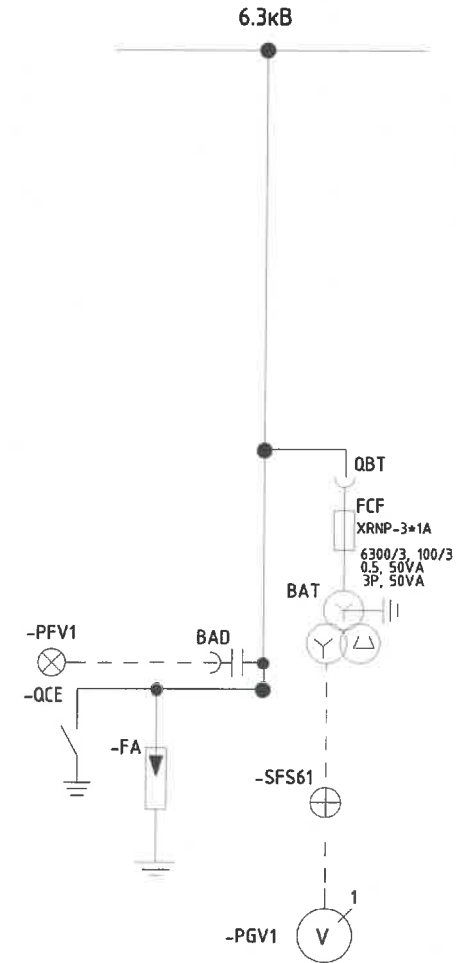 6.3кВ
QBT
FCF
XRNP-3*1A
6300/3, 100/3
0.5, 50VA
3P, 50VA
BAT
-PFV1
BAD
-QCE
-FA
-SFS61
1
-PGV1
V